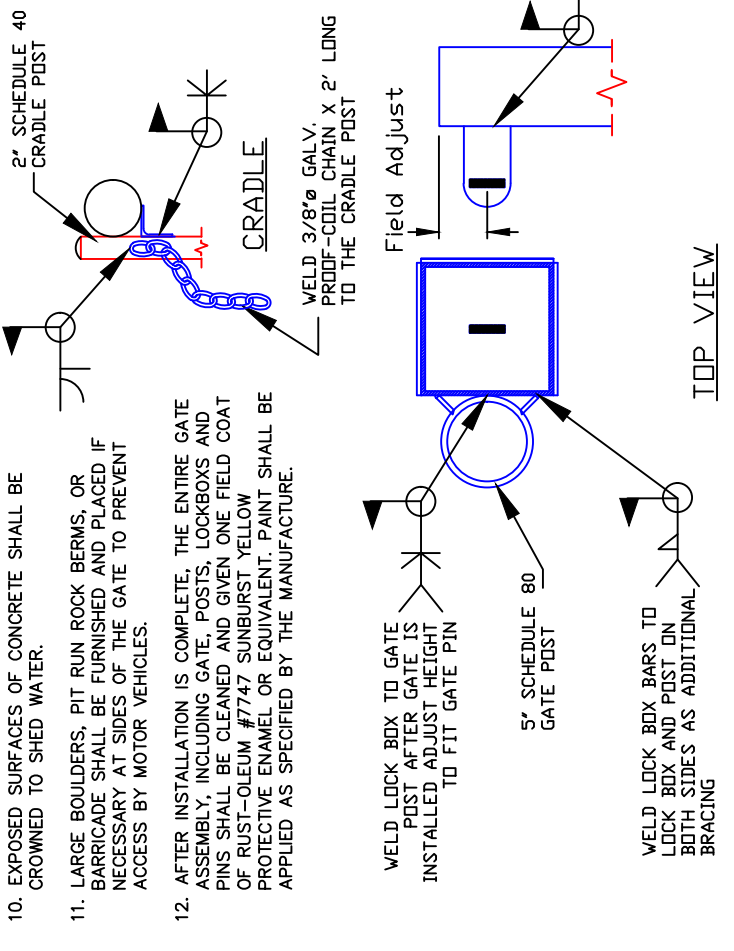 10. EXPOSED SURFACES OF CONCRETE SHALL BE
CROWNED TO SHED WATER.
11. LARGE BOULDERS, PIT RUN ROCK BERMS, OR
BARRICADE SHALL BE FURNISHED AND PLACED IF
NECESSARY AT SIDES OF THE GATE TO PREVENT
ACCESS BY MOTOR VEHICLES.
12. AFTER INSTALLATION IS COMPLETE, THE ENTIRE GATE
ASSEMBLY, INCLUDING GATE, POSTS, LOCKBOXS AND
PINS SHALL BE CLEANED AND GIVEN ONE FIELD COAT
OF RUST-OLEUM #7747 SUNBURST YELLOW
PROTECTIVE ENAMEL OR EQUIVALENT. PAINT SHALL BE
APPLIED AS SPECIFIED BY THE MANUFACTURE.
2" SCHEDULE 40
CRADLE POST
CRADLE
WELD 3/8"ø GALV.
PROOF-COIL CHAIN X 2' LONG
TO THE CRADLE POST
WELD LOCK BOX TO GATE
POST AFTER GATE IS
INSTALLED ADJUST HEIGHT
TO FIT GATE PIN
5" SCHEDULE 80
GATE POST
WELD LOCK BOX BARS TO
LOCK BOX AND POST ON
BOTH SIDES AS ADDITIONAL
BRACING
Field Adjust
TOP VIEW